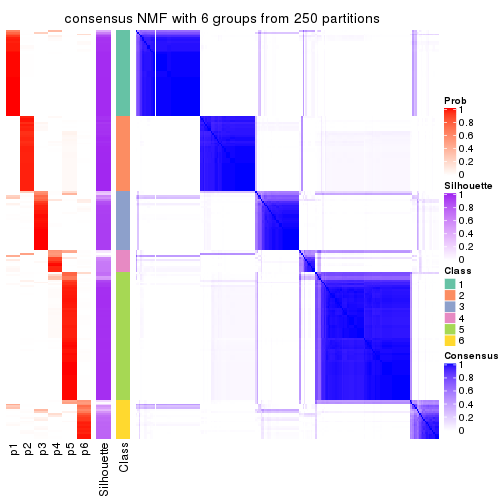 consensus NMF with 6 groups from 250 partitions
Prob
1
0.8
0.6
0.4
0.2
0
Silhouette
1
0.8
0.6
0.4
0.2
0
Class
1
2
3
4
5
6
Consensus
1
0.8
0.6
0.4
0.2
0
p1
p2
p3
p4
p5
p6
Silhouette
Class